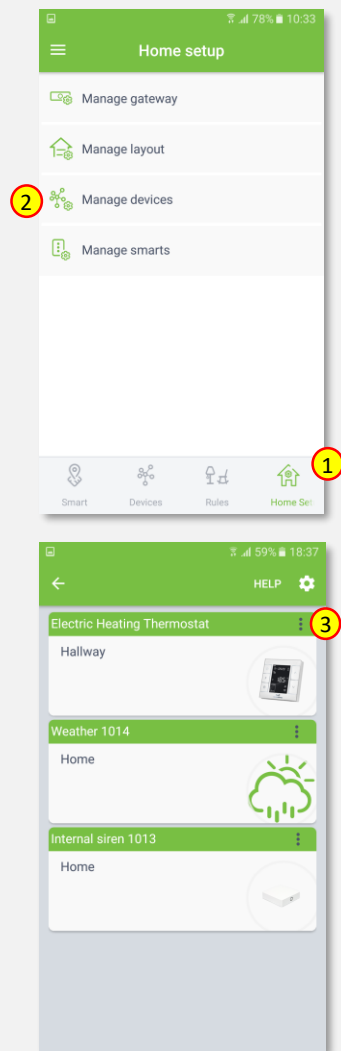 78% 10:33
Home setup
Manage gateway
Manage layout
2
Manage devices
Manage smarts
1
Smart
Devices
Rules
Home Set
59% 18:37
HELP
Electric Heating Thermostat
3
Hallway
Weather 1014
Home
Internal siren 1013
Home